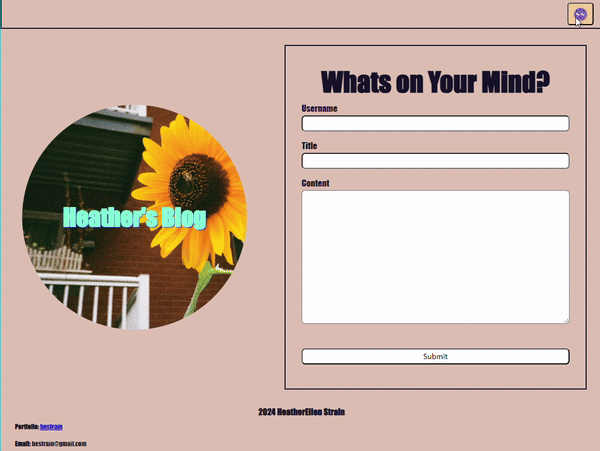 Whats on Your Mind?
Username
Title
Heather's Blog
Content
Submit
2024 HeatherEllen Strain
Portfolio: hestrain
Email: hestrain@gmail.com